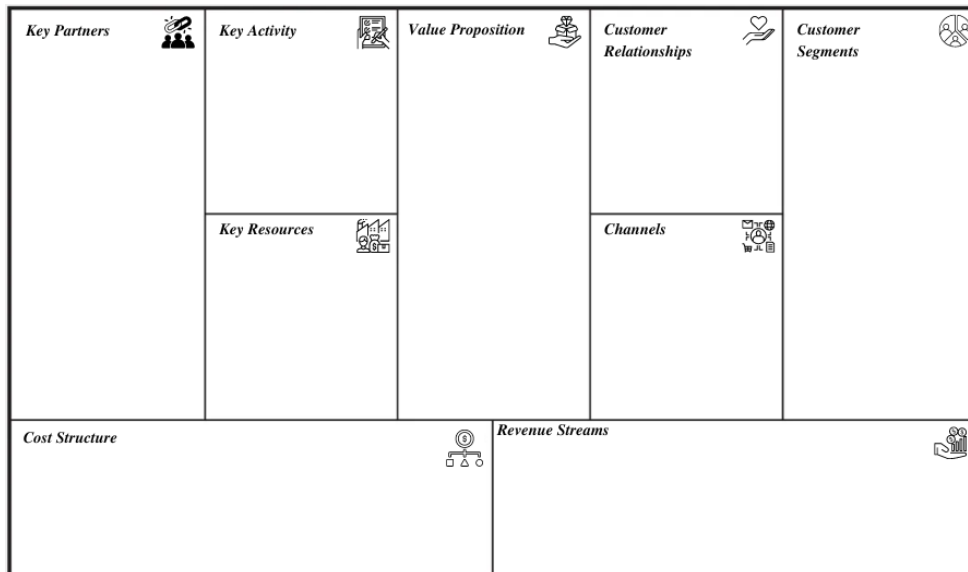 Key Partners
Key Activity
Value Proposition
Customer
Relationships
Customer
Segments
Key Resources
Channels
Cost Structure
Revenue Streams